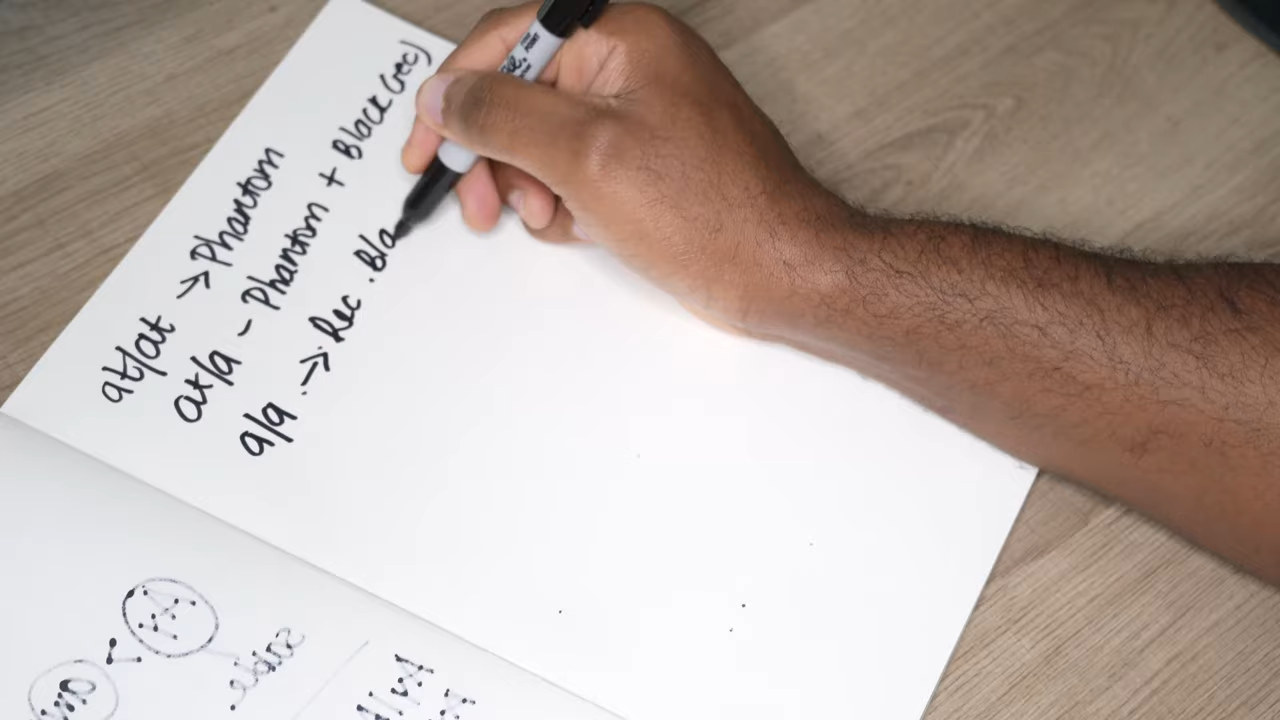 at/at -> Phantom
at/a - Phantom + Black (rec)
a/a .-> Rec .Bla